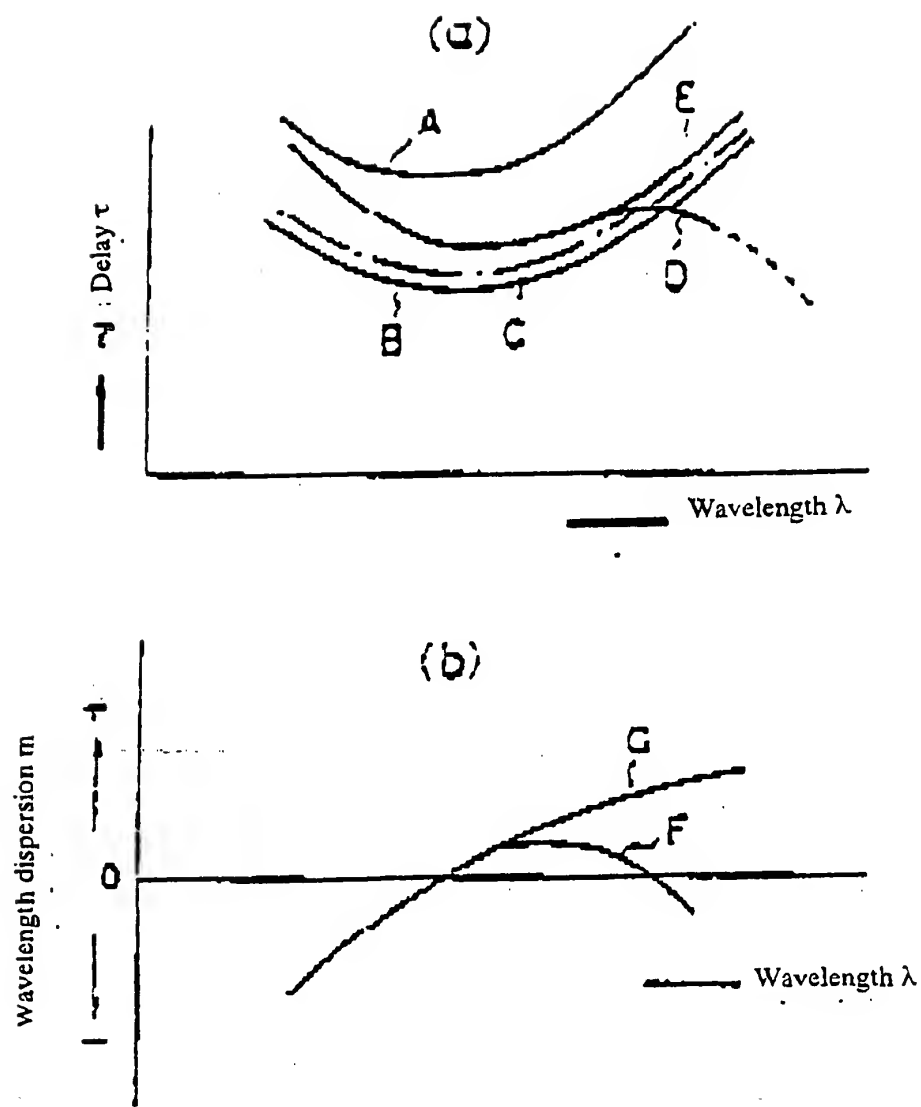 (a)
A
E
: Delay τ
D
B
C
Wavelength λ
(b)
G
F
Wavelength dispersion m
+
0
Wavelength λ